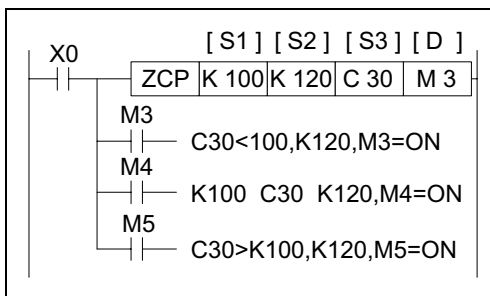 [ S1 ] [ S2 ] [ S3 ] [ D ]
X0
ZCP K 100 K 120 C 30 M 3
M3
C30<100,K120,M3=ON
M4
K100 C30 K120,M4=ON
M5
C30>K100,K120,M5=ON